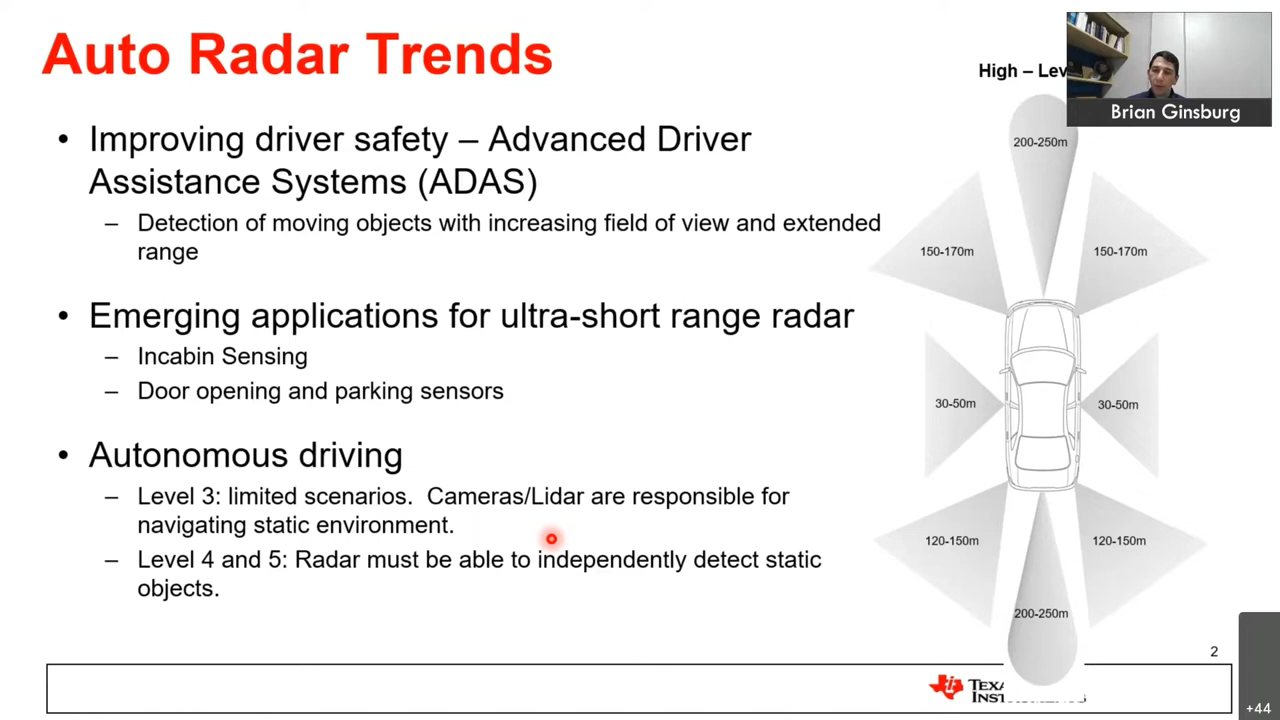 Auto Radar Trends
High – Lev
Brian Ginsburg
• Improving driver safety – Advanced Driver
Assistance Systems (ADAS)
– Detection of moving objects with increasing field of view and extended
range
• Emerging applications for ultra-short range radar
– Incabin Sensing
– Door opening and parking sensors
• Autonomous driving
– Level 3: limited scenarios. Cameras/Lidar are responsible for
navigating static environment.
– Level 4 and 5: Radar must be able to independently detect static
objects.
200-250m
150-170m
150-170m
30-50m
30-50m
120-150m
120-150m
200-250m
2
TEXA
INSTRUMENTS
+44